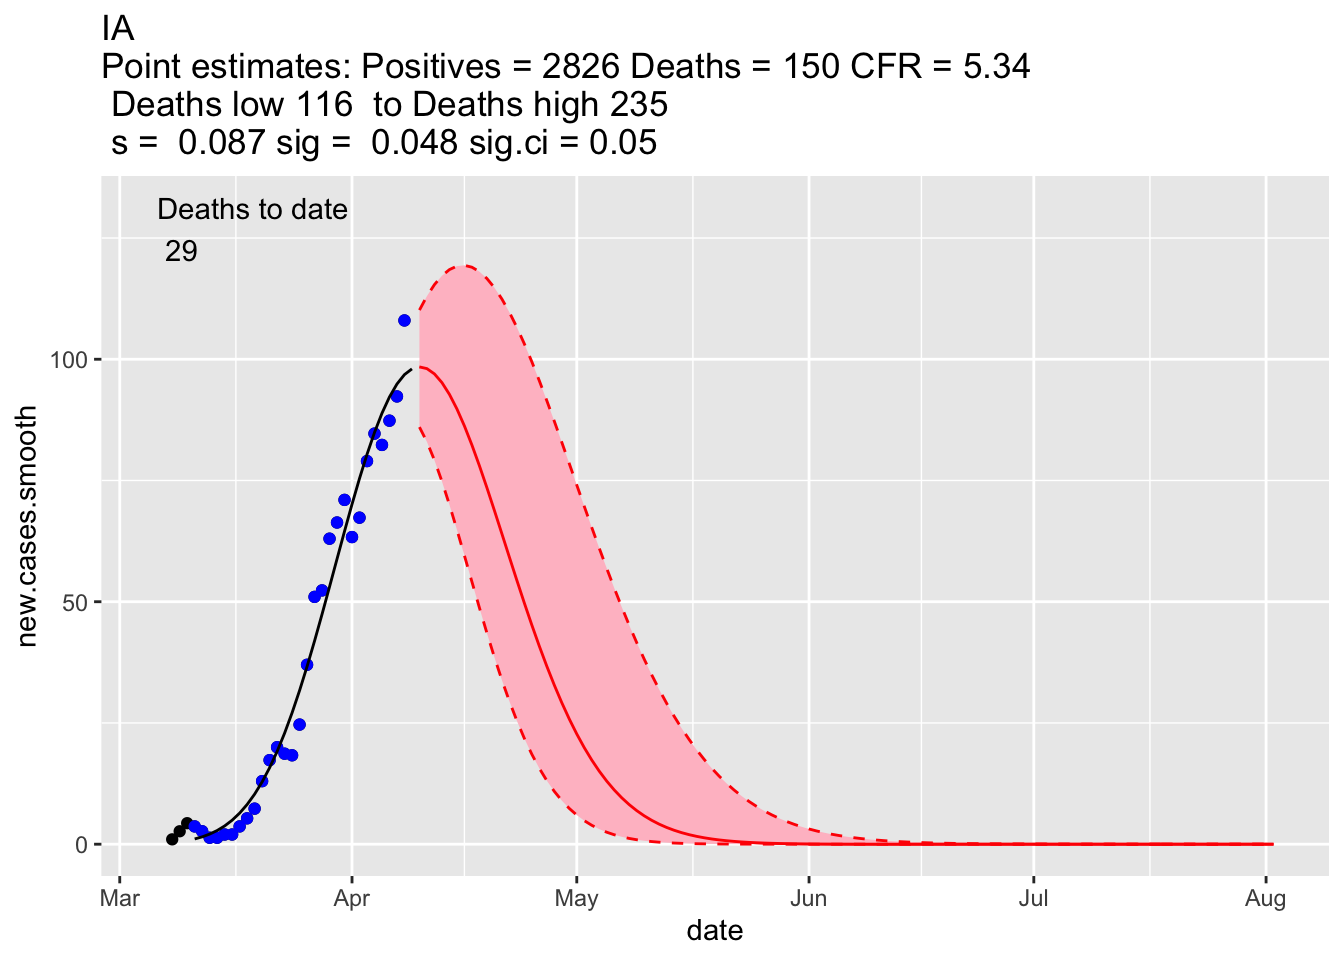 IA
Point estimates: Positives = 2826 Deaths = 150 CFR = 5.34
Deaths low 116  to Deaths high 235
s =  0.087 sig =  0.048 sig.ci = 0.05
Deaths to date
29
new.cases.smooth
100
50
0
Mar Apr May Jun Jul Aug
date